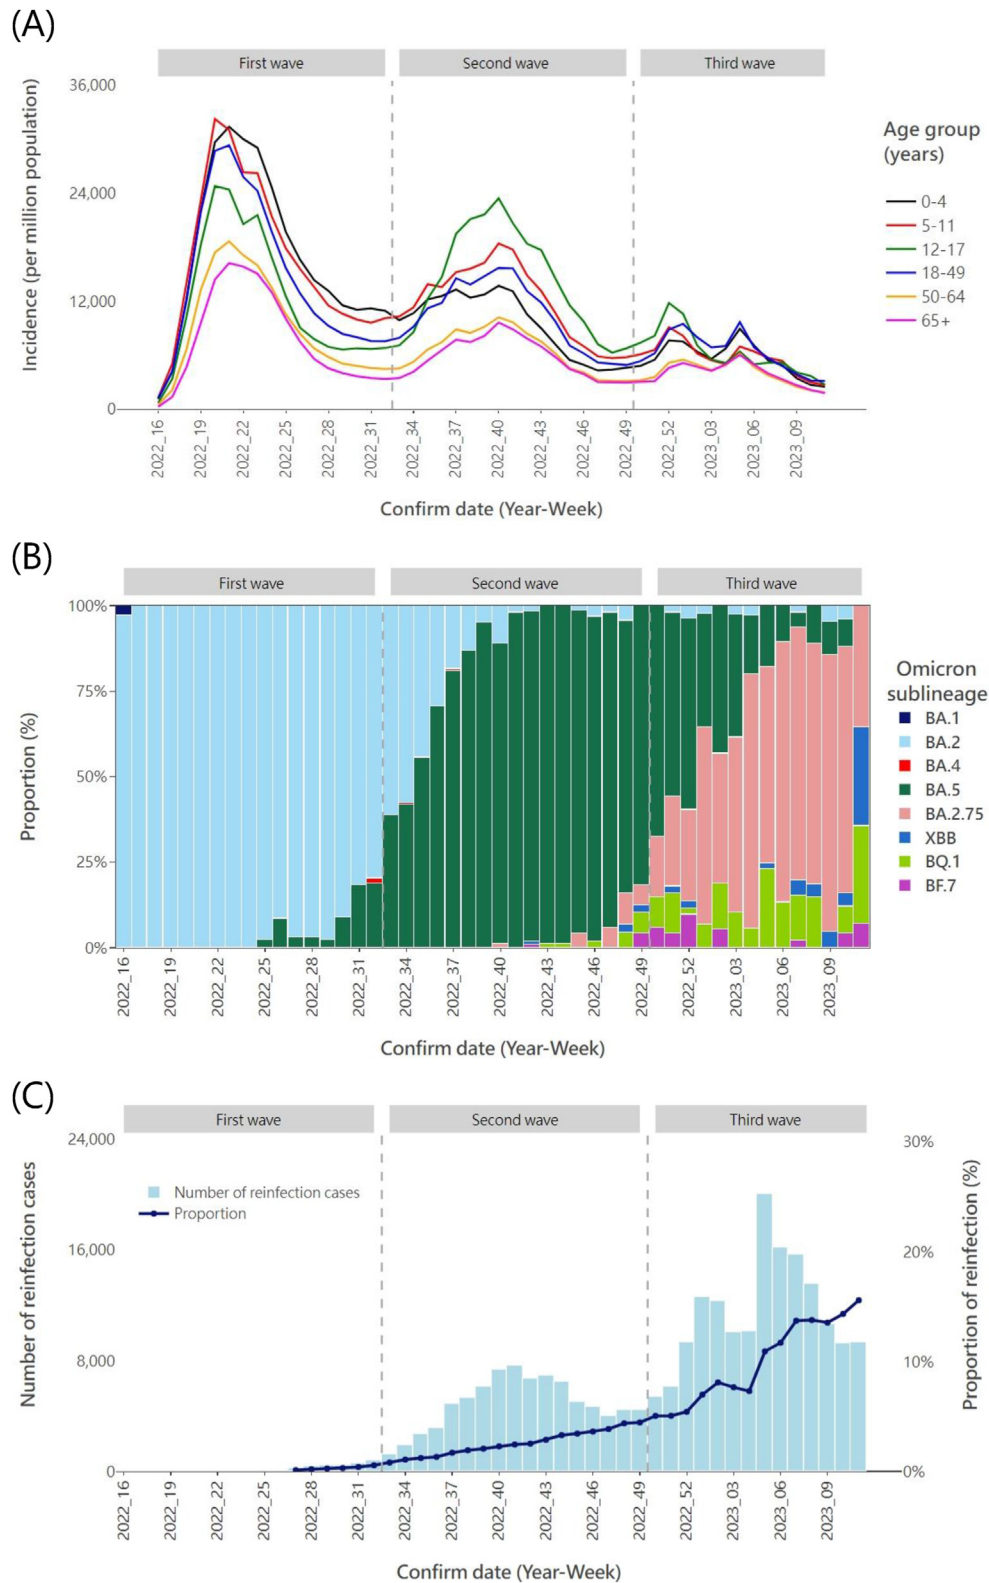 (A)
First wave
Second wave
Third wave
Incidence (per million population)
36,000
24,000
12,000
0
2022_16
2022_19
2022_22
2022_25
2022_28
2022_31
2022_34
2022_37
2022_40
2022_43
2022_46
2022_49
2022_52
2023_03
2023_06
2023_09
Confirm date (Year-Week)
Age group
(years)
0-4
5-11
12-17
18-49
50-64
65+
(B)
First wave
Second wave
Third wave
Proportion (%)
100%
75%
50%
25%
0%
2022_16
2022_19
2022_22
2022_25
2022_28
2022_31
2022_34
2022_37
2022_40
2022_43
2022_46
2022_49
2022_52
2023_03
2023_06
2023_09
Confirm date (Year-Week)
Omicron
sublineage
BA.1
BA.2
BA.4
BA.5
BA.2.75
XBB
BQ.1
BF.7
(C)
First wave
Second wave
Third wave
Number of reinfection cases
24,000
16,000
8,000
0
Number of reinfection cases
Proportion
30%
20%
10%
0%
Proportion of reinfection (%)
2022_16
2022_19
2022_22
2022_25
2022_28
2022_31
2022_34
2022_37
2022_40
2022_43
2022_46
2022_49
2022_52
2023_03
2023_06
2023_09
Confirm date (Year-Week)